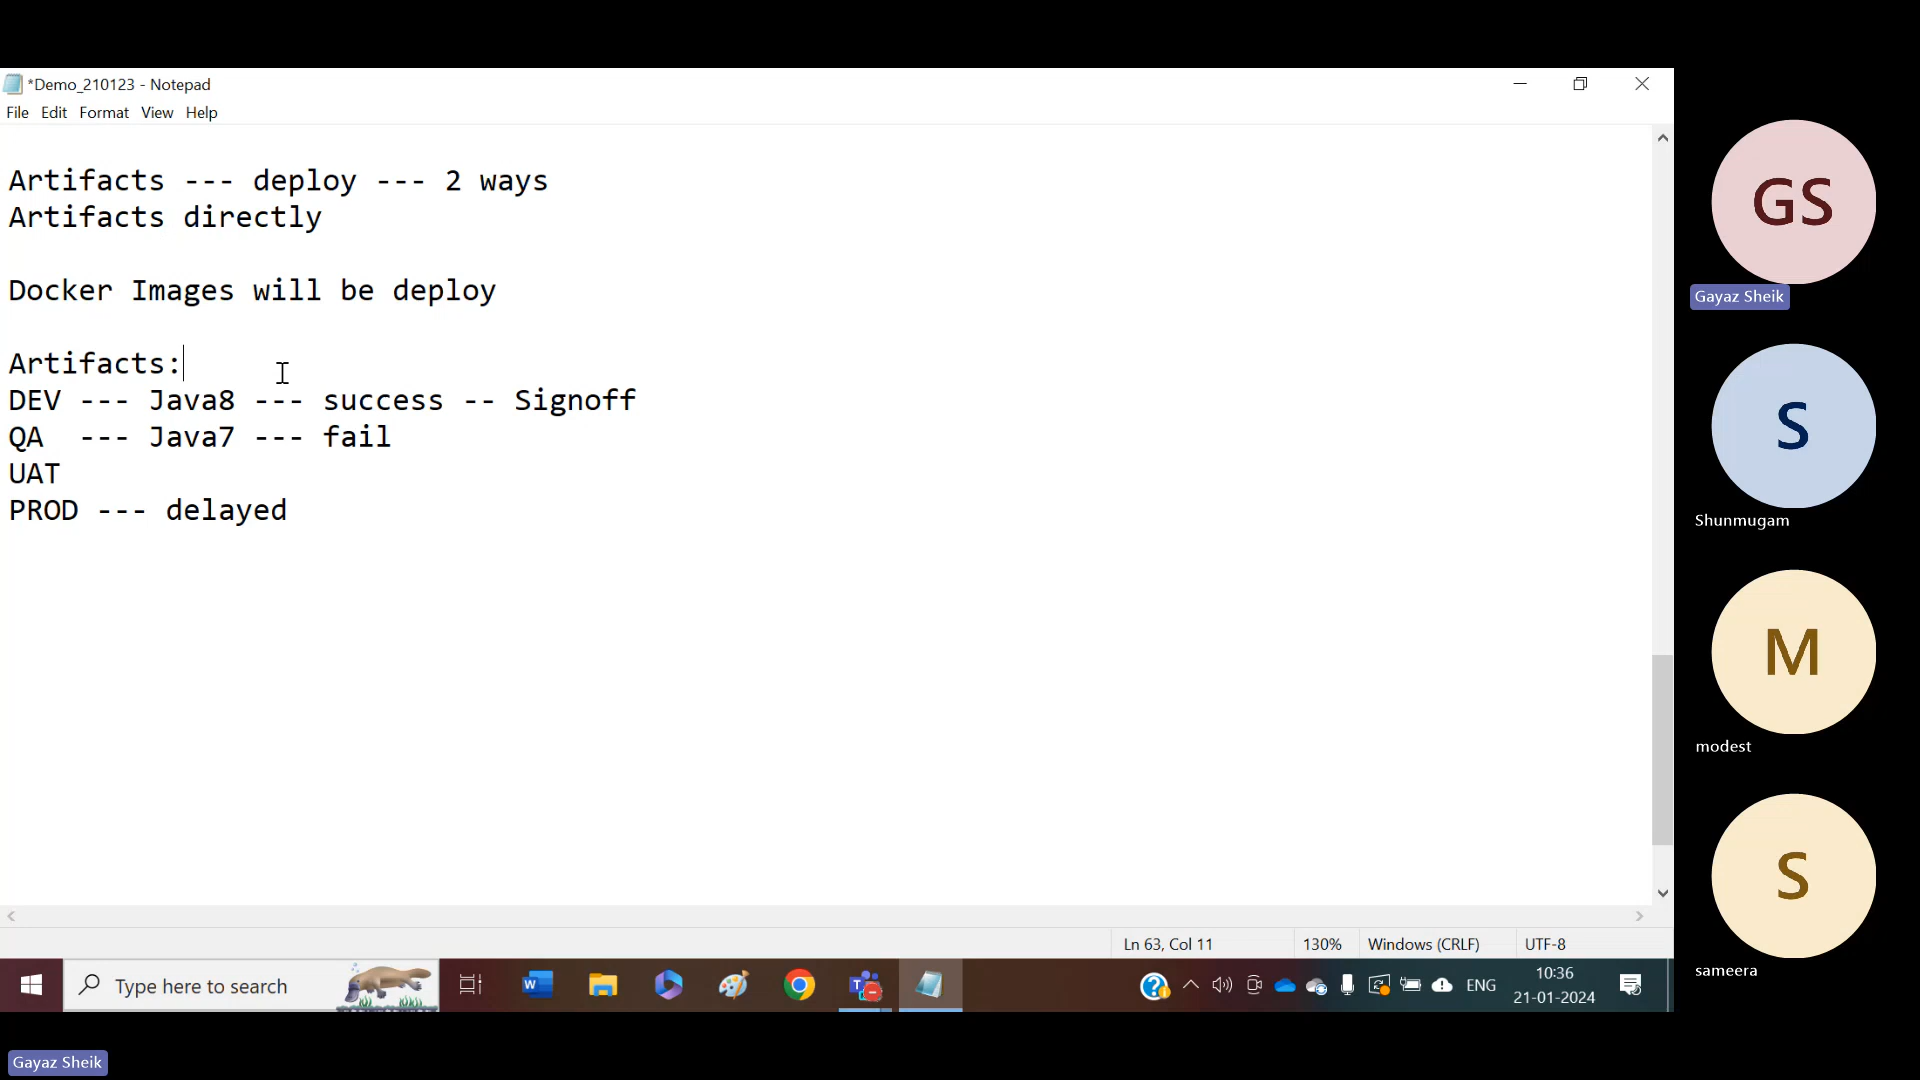 *Demo_210123 - Notepad
File Edit Format View Help
Artifacts --- deploy --- 2 ways
Artifacts directly
Docker Images will be deploy
Artifacts:
DEV --- Java8 --- success -- Signoff
QA  --- Java7 --- fail
UAT
PROD --- delayed
Ln 63, Col 11
130%
Windows (CRLF)
UTF-8
Type here to search
ENG
10:36
21-01-2024
GS
Gayaz Sheik
S
Shunmugam
M
modest
S
sameera
Gayaz Sheik